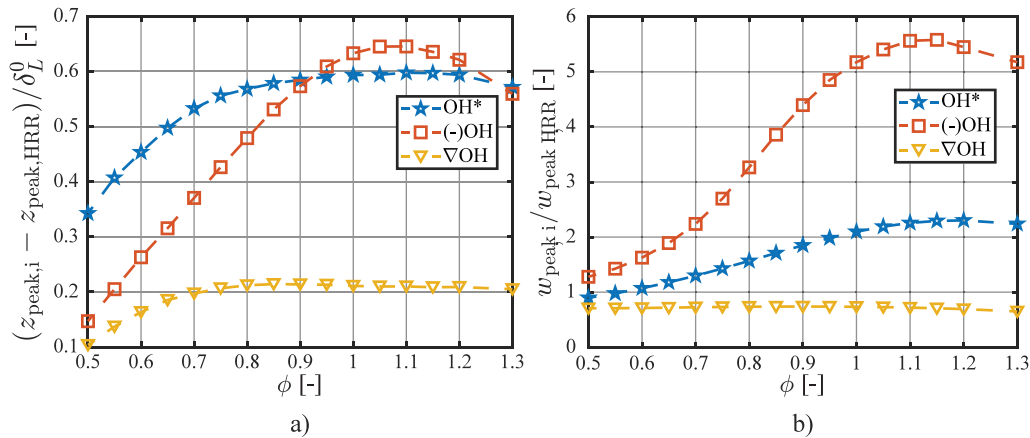 (z_peak,i − z_peak,HRR)/δ_L^0 [-]
0.7
0.6
0.5
0.4
0.3
0.2
0.1
OH*
(-)OH
∇OH
0.5 0.6 0.7 0.8 0.9 1 1.1 1.2 1.3
ϕ [-]
a)
w_peak i/w_peak HRR [-]
6
5
4
3
2
1
0
OH*
(-)OH
∇OH
0.5 0.6 0.7 0.8 0.9 1 1.1 1.2 1.3
ϕ [-]
b)